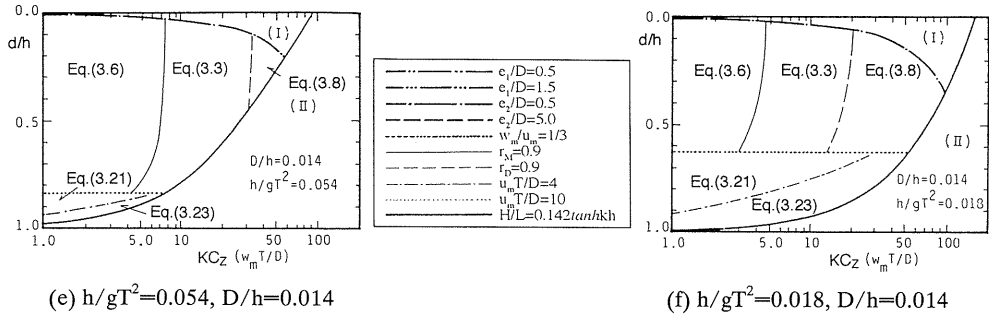 0.0
d/h
0.5
1.0
(I)
Eq.(3.6)
Eq.(3.3)
Eq.(3.8)
(II)
D/h=0.014
h/gT²=0.054
Eq.(3.21)
Eq.(3.23)
1.0 5.0 10 50 100
KCz (wmT/D)
(e) h/gT²=0.054, D/h=0.014
e₁/D=0.5
e₁/D=1.5
e₂/D=0.5
e₂/D=5.0
wm/um=1/3
rM=0.9
rD=0.9
umT/D=4
umT/D=10
H/L=0.142tanhkh
0.0
d/h
0.5
1.0
(I)
Eq.(3.6)
Eq.(3.3)
Eq.(3.8)
(II)
Eq.(3.21)
D/h=0.014
h/gT²=0.018
Eq.(3.23)
1.0 5.0 10 50 100
KCz (wmT/D)
(f) h/gT²=0.018, D/h=0.014